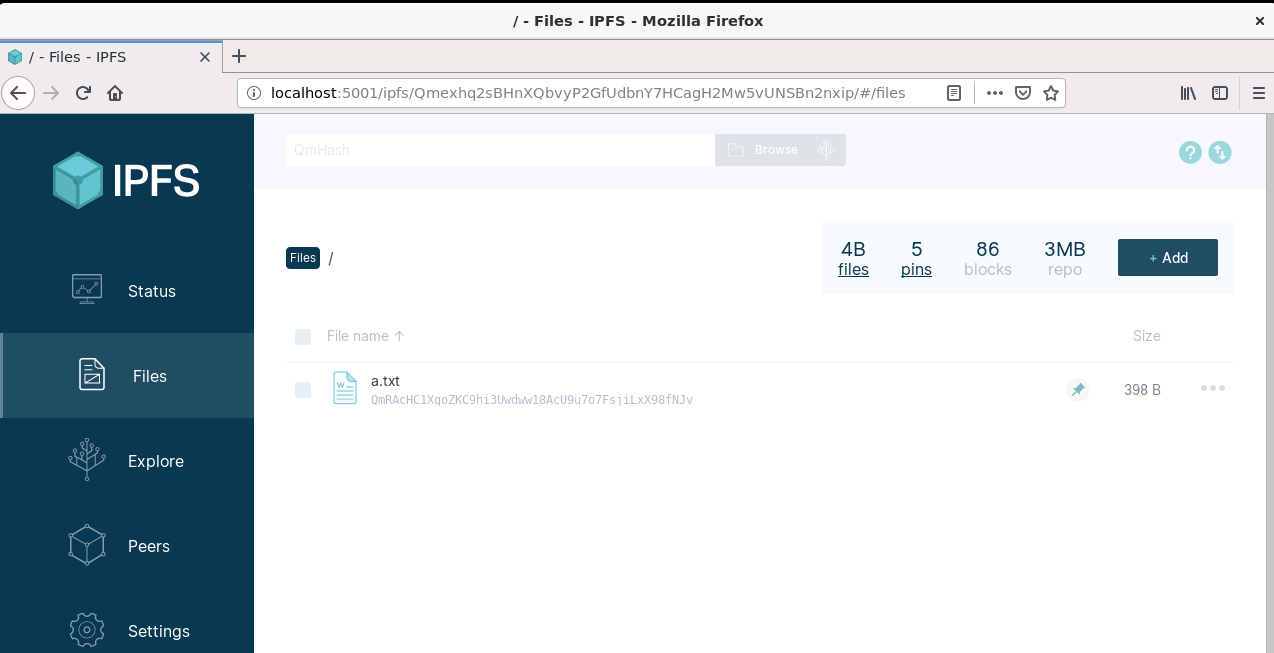 / - Files - IPFS - Mozilla Firefox
/ - Files - IPFS
localhost:5001/ipfs/Qmexhq2sBHnXQbvyP2GfUdbnY7HCagH2Mw5vUNSBn2nxip/#/files
IPFS
QmHash
Browse
Status
Files
Explore
Peers
Settings
Files /
4B 5 86 3MB
files pins blocks repo
+ Add
File name ↑ Size
a.txt
QmRAcHC1XqoZKC9hi3Uwdww18AcU9u7o7FsjiLxX98fNJv
398 B